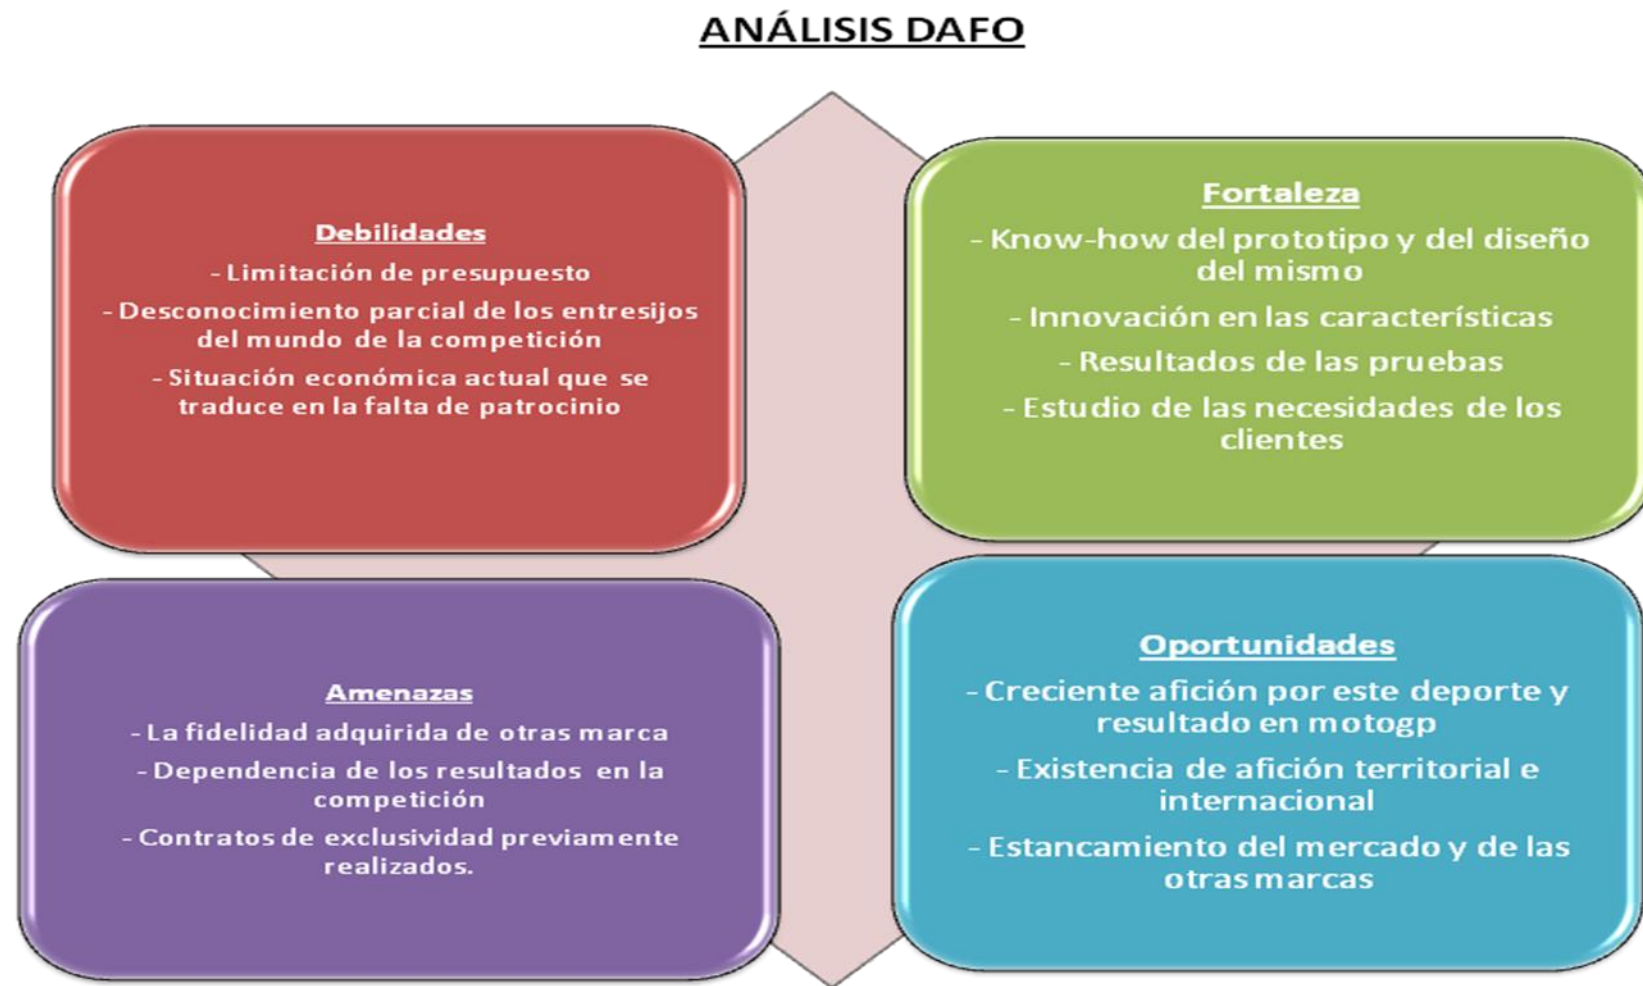 ANÁLISIS DAFO
Debilidades
- Limitación de presupuesto
- Desconocimiento parcial de los entresijos
del mundo de la competición
- Situación económica actual que se
traduce en la falta de patrocinio
Fortaleza
- Know-how del prototipo y del diseño
del mismo
- Innovación en las características
- Resultados de las pruebas
- Estudio de las necesidades de los
clientes
Amenazas
- La fidelidad adquirida de otras marca
- Dependencia de los resultados en la
competición
- Contratos de exclusividad previamente
realizados.
Oportunidades
- Creciente afición por este deporte y
resultado en motogp
- Existencia de afición territorial e
internacional
- Estancamiento del mercado y de las
otras marcas